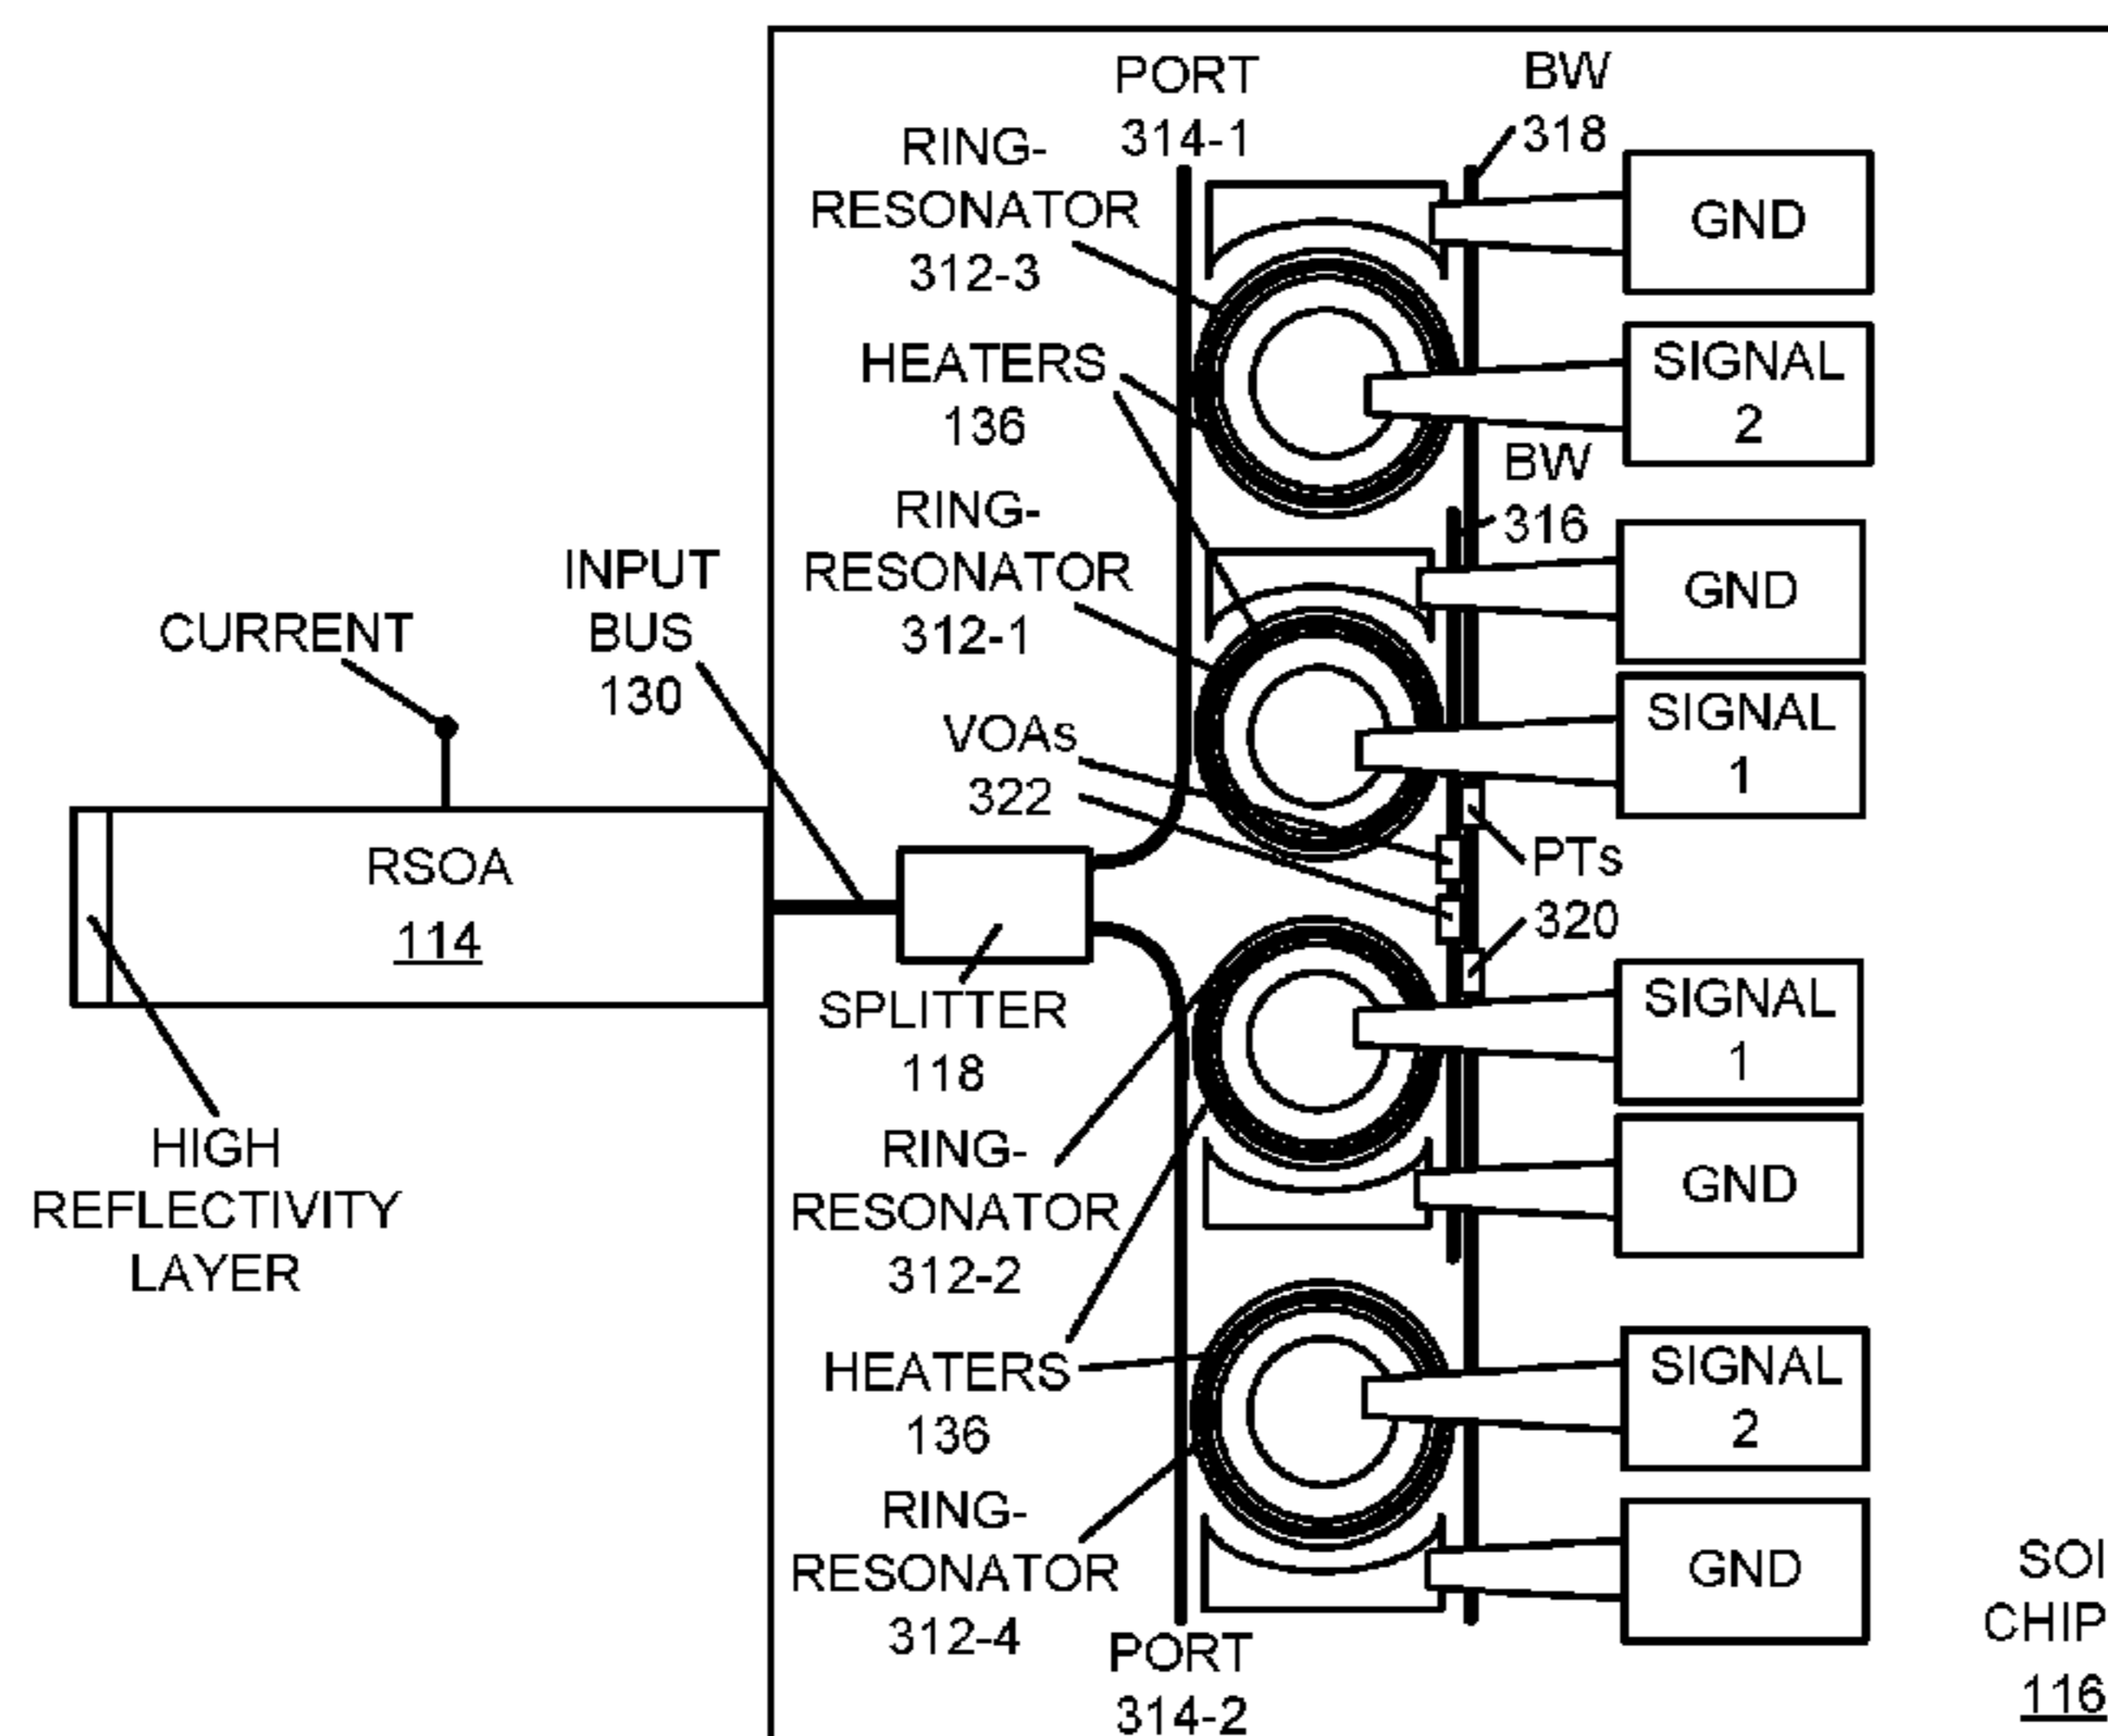 PORT
314-1
BW
318
RING-
RESONATOR
312-3
GND
HEATERS
136
SIGNAL
2
BW
316
RING-
RESONATOR
312-1
GND
INPUT
BUS
130
CURRENT
SIGNAL
1
VOAs
322
PTs
320
RSOA
114
SPLITTER
118
SIGNAL
1
HIGH
REFLECTIVITY
LAYER
RING-
RESONATOR
312-2
GND
HEATERS
136
SIGNAL
2
RING-
RESONATOR
312-4
GND
SOI
CHIP
116
PORT
314-2